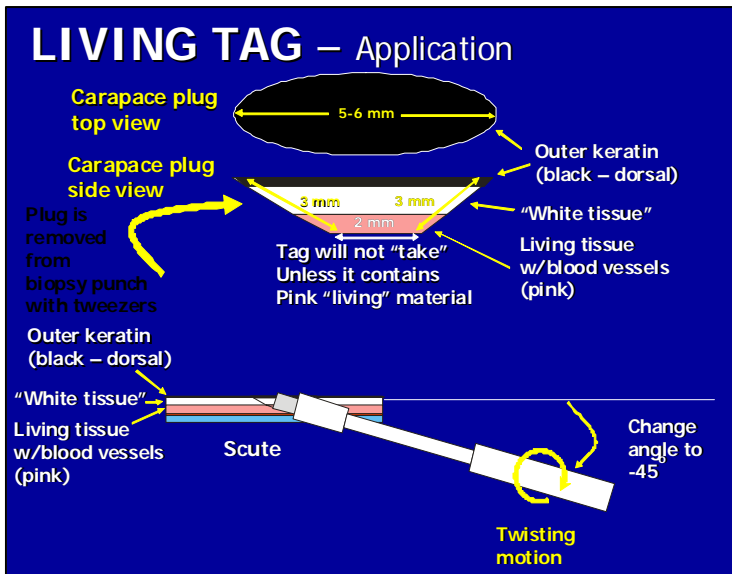 LIVING TAG – Application
Carapace plug
top view
5-6 mm
Outer keratin
(black – dorsal)
Carapace plug
side view
3 mm
3 mm
2 mm
"White tissue"
Plug is
removed
from
biopsy punch
with tweezers
Tag will not "take"
Unless it contains
Pink "living" material
Living tissue
w/blood vessels
(pink)
Outer keratin
(black – dorsal)
"White tissue"
Living tissue
w/blood vessels
(pink)
Scute
Change
angle to
-45°
Twisting
motion